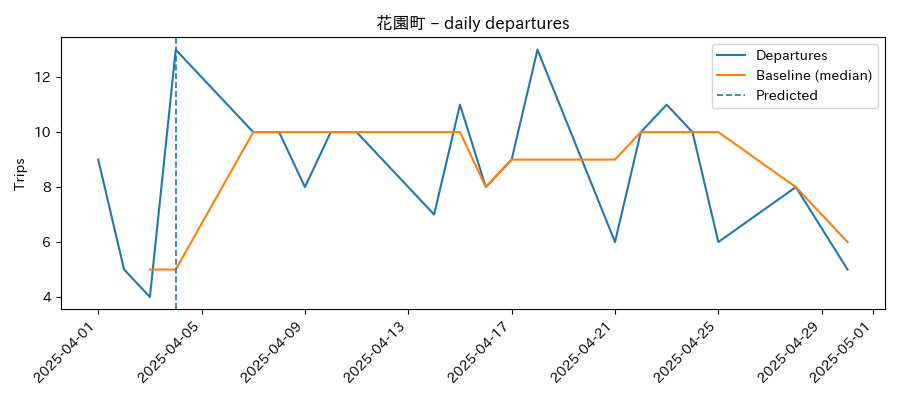 花園町 – daily departures
Departures
Baseline (median)
Predicted
Trips
12
10
8
6
4
2025-04-01
2025-04-05
2025-04-09
2025-04-13
2025-04-17
2025-04-21
2025-04-25
2025-04-29
2025-05-01